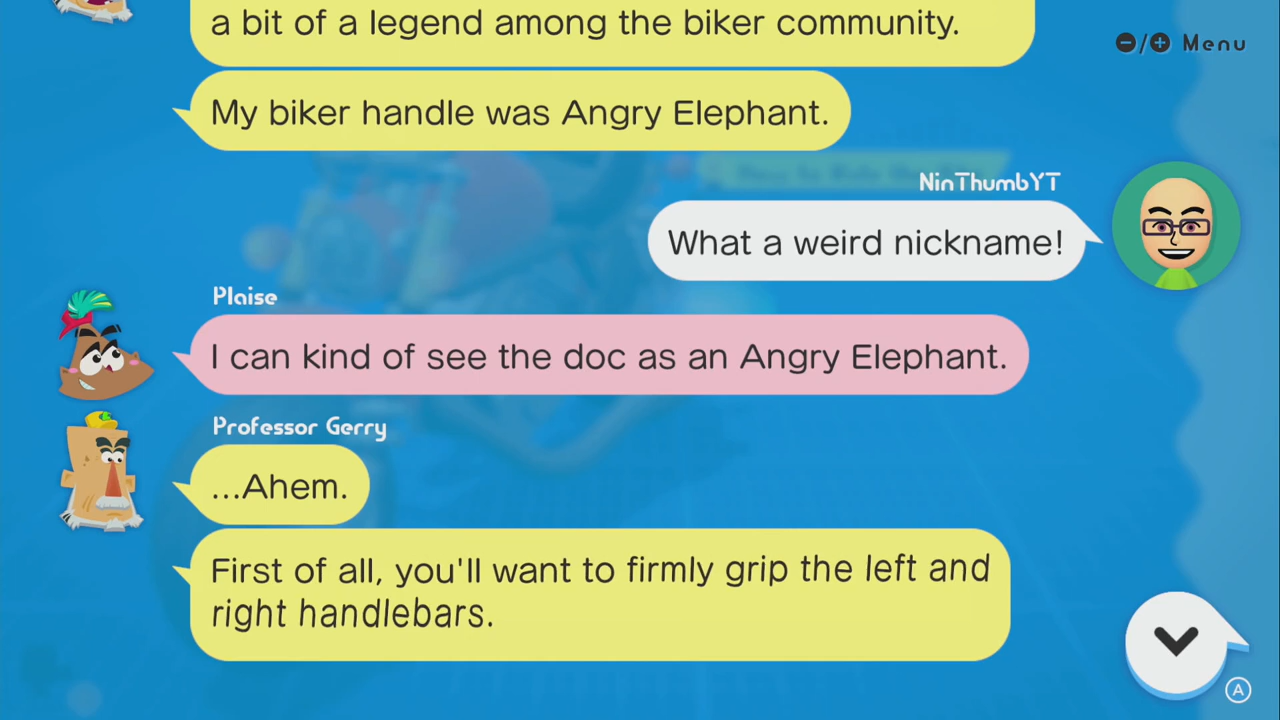 a bit of a legend among the biker community.
-/+ Menu
My biker handle was Angry Elephant.
NinThumbYT
What a weird nickname!
Plaise
I can kind of see the doc as an Angry Elephant.
Professor Gerry
...Ahem.
First of all, you'll want to firmly grip the left and
right handlebars.
A